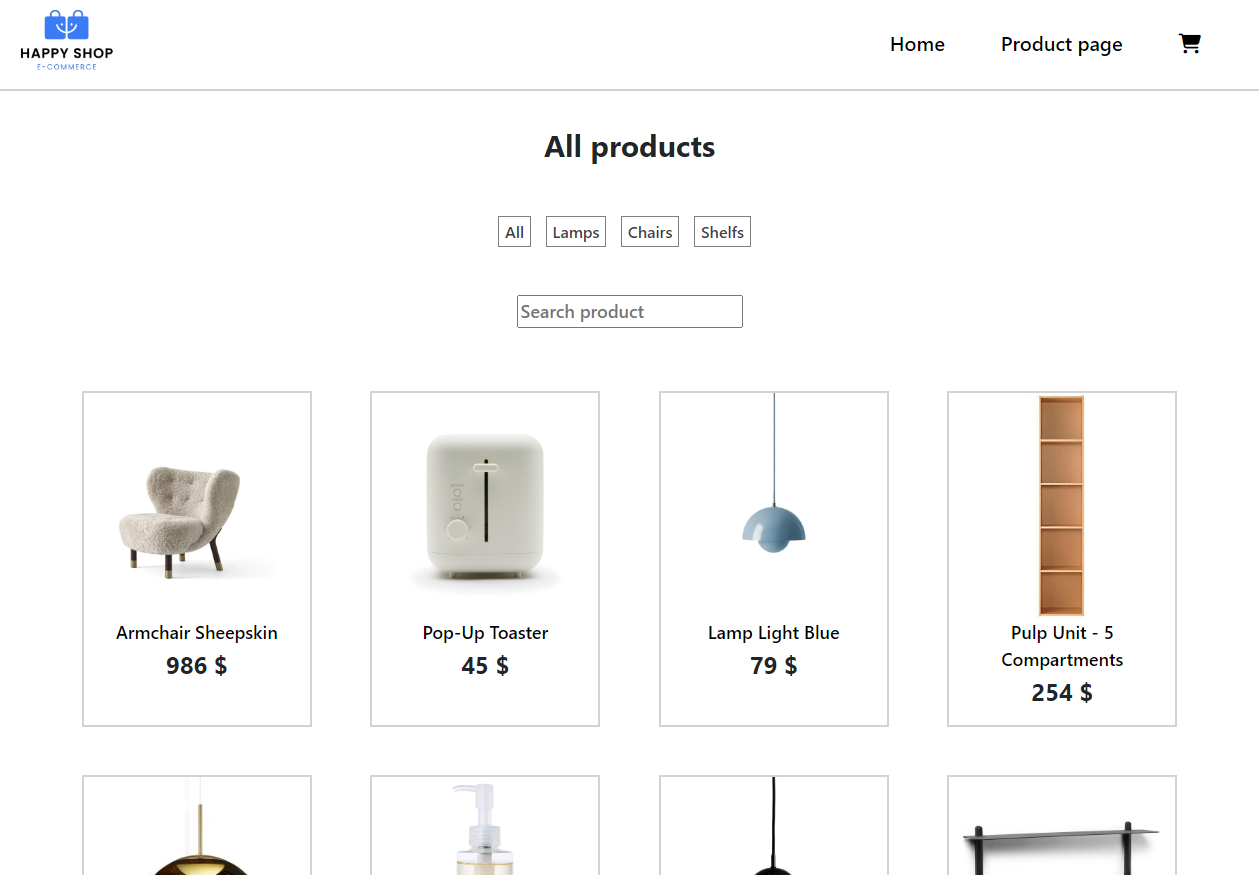 HAPPY SHOP
E-COMMERCE
Home
Product page
All products
All
Lamps
Chairs
Shelfs
Search product
Armchair Sheepskin
986 $
Pop-Up Toaster
45 $
Lamp Light Blue
79 $
Pulp Unit - 5
Compartments
254 $